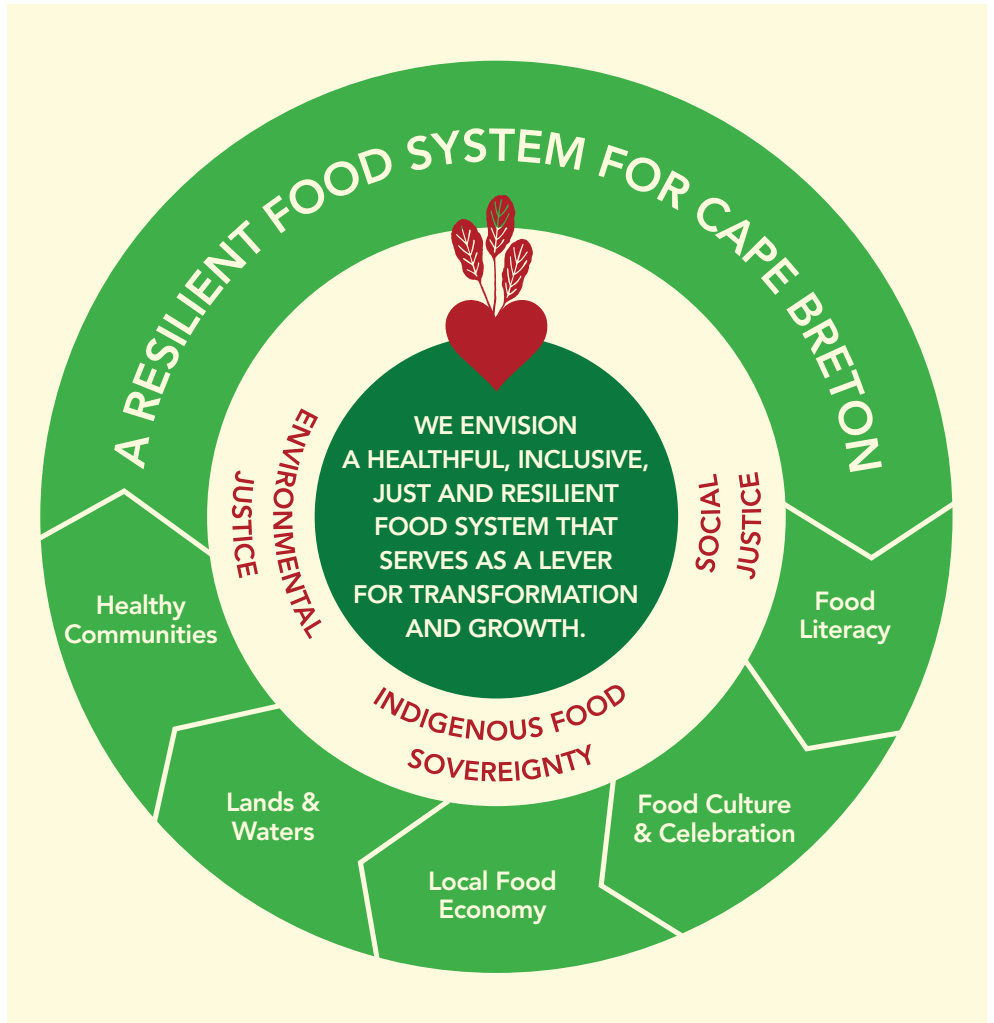 A RESILIENT FOOD SYSTEM FOR CAPE BRETON
WE ENVISION
A HEALTHFUL, INCLUSIVE,
JUST AND RESILIENT
FOOD SYSTEM THAT
SERVES AS A LEVER
FOR TRANSFORMATION
AND GROWTH.
ENVIRONMENTAL
JUSTICE
SOCIAL
JUSTICE
INDIGENOUS FOOD
SOVEREIGNTY
Healthy
Communities
Lands &
Waters
Local Food
Economy
Food Culture
& Celebration
Food
Literacy